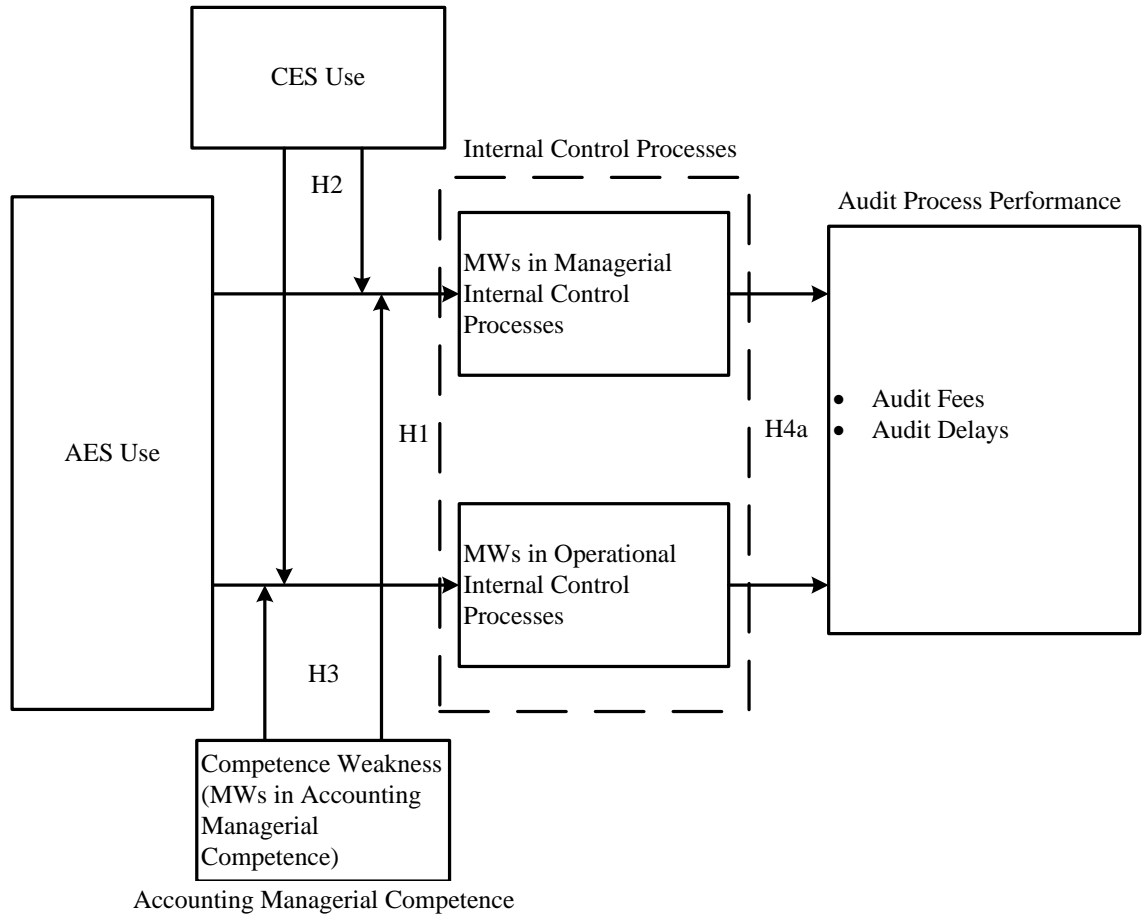 CES Use
Internal Control Processes
H2
Audit Process Performance
MWs in Managerial
Internal Control
Processes
• Audit Fees
• Audit Delays
H1
H4a
AES Use
MWs in Operational
Internal Control
Processes
H3
Competence Weakness
(MWs in Accounting
Managerial
Competence)
Accounting Managerial Competence